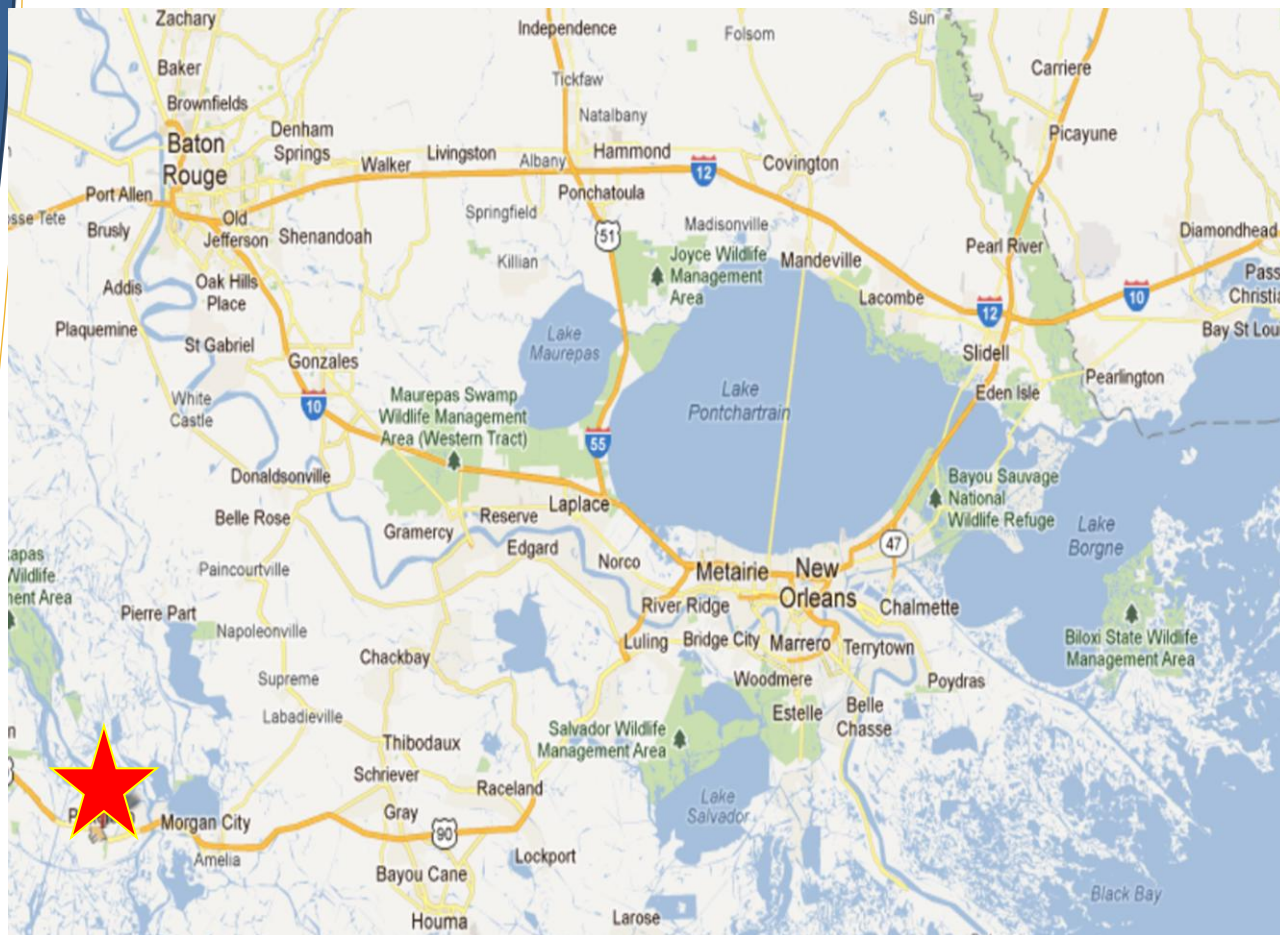 Zachary
Independence
Folsom
Sun
Carriere
Baker
Tickfaw
Brownfields
Natalbany
Picayune
Baton
Rouge
Denham
Springs
Walker
Livingston
Albany
Hammond
12
Covington
Port Allen
Ponchatoula
Tete
Brusly
Old
Jefferson
Shenandoah
Springfield
51
Madisonville
Diamondhead
Pearl River
Killian
Joyce Wildlife
Management
Area
Mandeville
Addis
Oak Hills
Place
Lacombe
12
10
Plaquemine
St Gabriel
Gonzales
Lake
Maurepas
Slidell
Bay St
10
White
Castle
Maurepas Swamp
Wildlife Management
Area (Western Tract)
Lake
Pontchartrain
Eden Isle
Pearlington
55
Donaldsonville
Belle Rose
Laplace
Bayou Sauvage
National
Wildlife Refuge
Gramercy
Reserve
Edgard
Norco
47
Lake
Borgne
Wildlife
Area
Paincourtville
Metairie
New
Orleans
Pierre Part
Napoleonville
River Ridge
Chalmette
Luling
Bridge City
Marrero
Terrytown
Biloxi State Wildlife
Management Area
Chackbay
Supreme
Woodmere
Poydras
Labadieville
Estelle
Belle
Chasse
Thibodaux
Salvador Wildlife
Management Area
Schriever
Raceland
Lake
Salvador
Morgan City
Gray
90
Amelia
Lockport
Bayou Cane
Black Bay
Houma
Larose